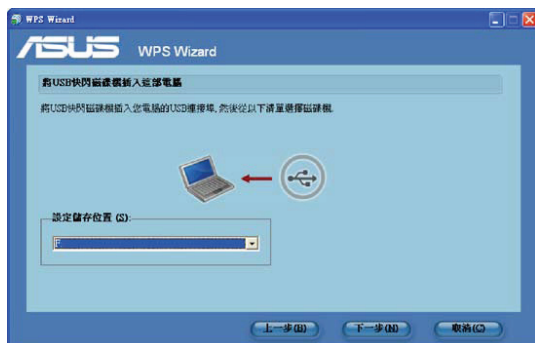 WPS Wizard
ASUS WPS Wizard
將USB快閃磁碟機插入這部電腦
將USB快閃磁碟機插入您電腦的USB連接埠,然後從以下清單選擇磁碟機.
設定儲存位置 (S):
F
上一步(B) 下一步(N) 取消(C)